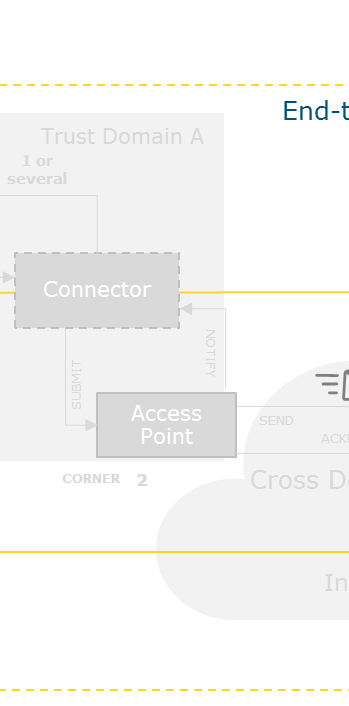 End-t
Trust Domain A
1 or
several
Connector
SUBMIT
NOTIFY
Access
Point
SEND
ACK
CORNER 2
Cross D
In